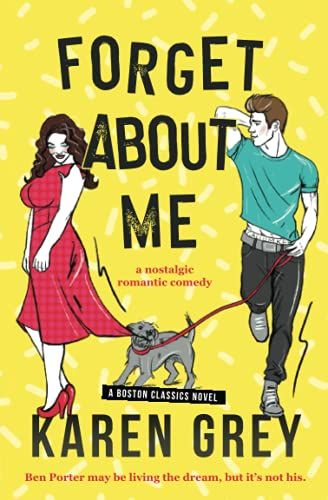 FORGET
ABOUT
ME
a nostalgic
romantic comedy
A BOSTON CLASSICS NOVEL
KAREN GREY
Ben Porter may be living the dream, but it's not his.